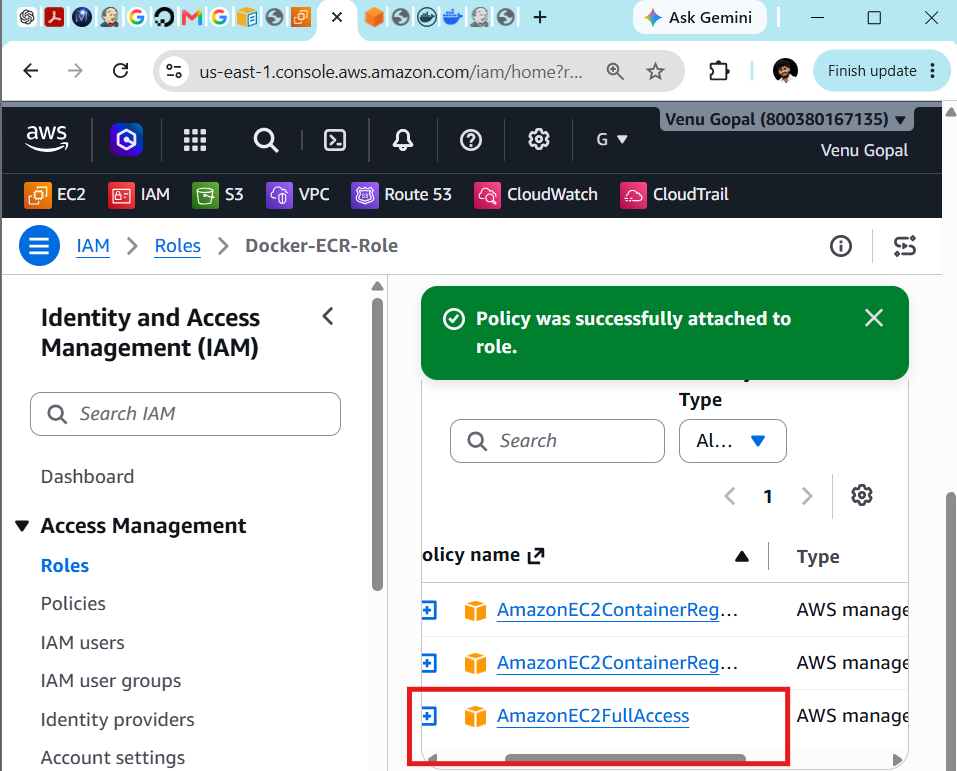 Ask Gemini
us-east-1.console.aws.amazon.com/iam/home?r...
Finish update
aws
G
Venu Gopal (800380167135)
Venu Gopal
EC2
IAM
S3
VPC
Route 53
CloudWatch
CloudTrail
IAM
Roles
Docker-ECR-Role
Identity and Access
Management (IAM)
Search IAM
Dashboard
Access Management
Roles
Policies
IAM users
IAM user groups
Identity providers
Account settings
Policy was successfully attached to
role.
Type
Search
Al...
1
olicy name
Type
AmazonEC2ContainerReg...
AWS manage
AmazonEC2ContainerReg...
AWS manage
AmazonEC2FullAccess
AWS manage